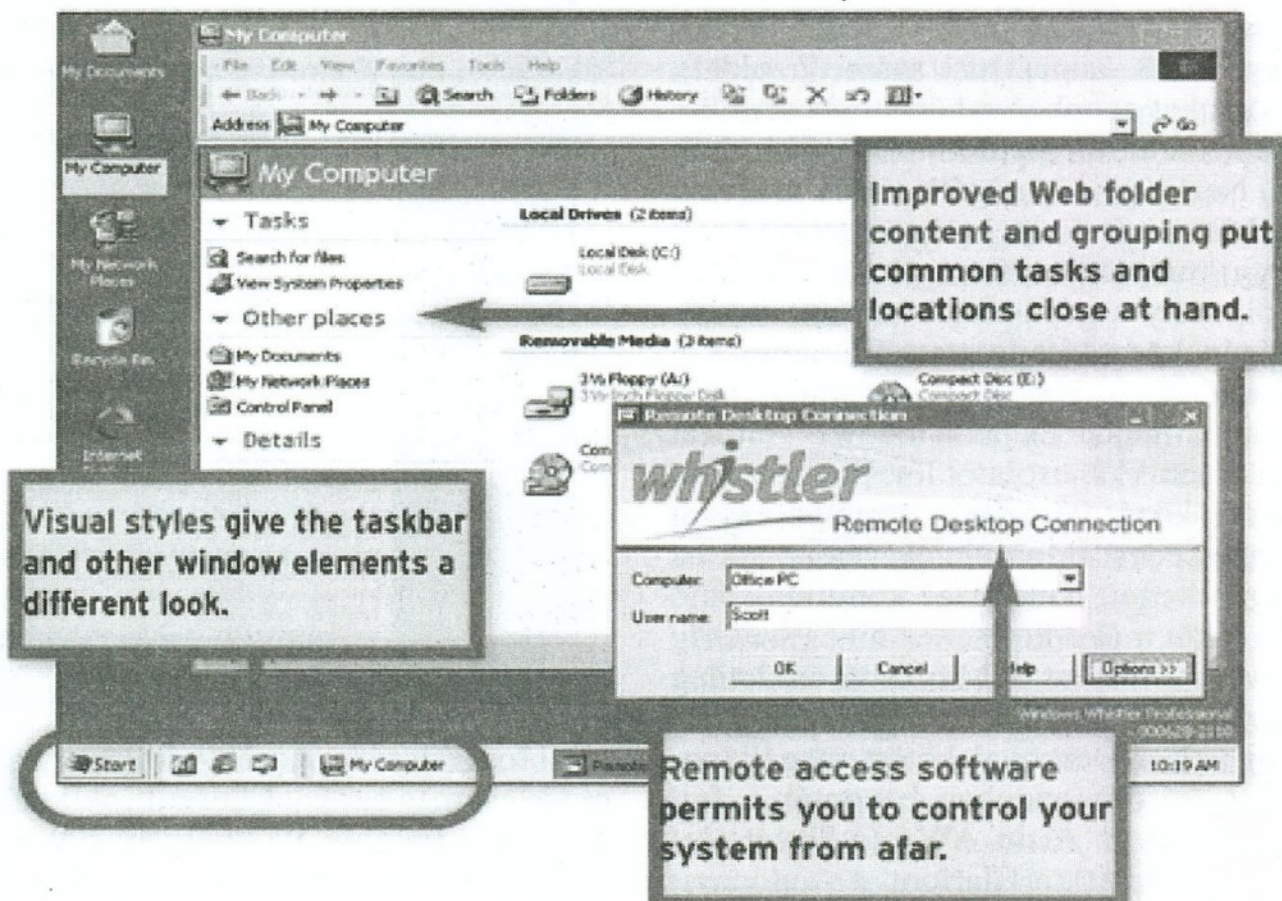 My Documents
My Computer
My Network
Places
Recycle Bin
Internet
My Computer
File Edit View Favorites Tools Help
Back Search Folders History
Address My Computer Go
My Computer
Tasks
Search for files
View System Properties
Other places
My Documents
My Network Places
Control Panel
Details
Local Drives (2 items)
Local Disk (C:)
Local Disk
Removable Media (3 items)
3½ Floppy (A:)
3½-Inch Floppy Disk
Compact Disc (E:)
Compact Disc
Com
Com
Improved Web folder
content and grouping put
common tasks and
locations close at hand.
Visual styles give the taskbar
and other window elements a
different look.
Remote Desktop Connection
whistler
Remote Desktop Connection
Computer: Office PC
User name: Scott
OK Cancel Help Options >>
Windows Whistler Professional
Start My Computer
10:19 AM
Remote access software
permits you to control your
system from afar.